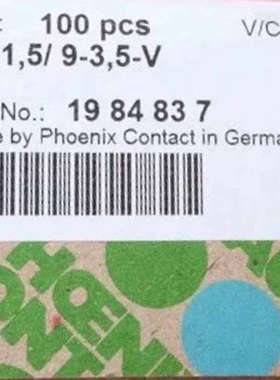 : 100 pcs V/C
1,5/ 9-3,5-V
No.: 19 84 83 7
e by Phoenix Contact in Germa